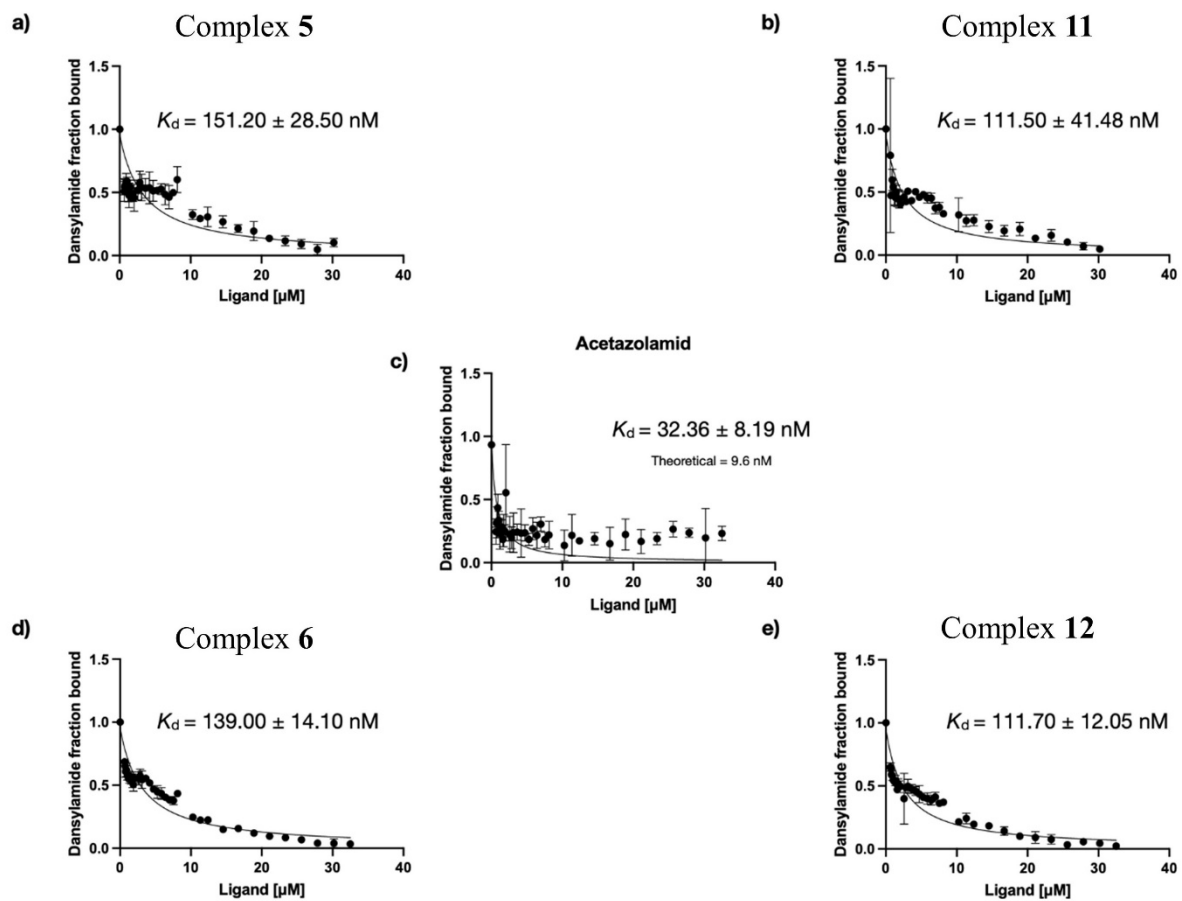 a)
Complex 5
1.5
1.0
0.5
0.0
Dansylamide fraction bound
Kd = 151.20 ± 28.50 nM
0 10 20 30 40
Ligand [µM]
b)
Complex 11
1.5
1.0
0.5
0.0
Dansylamide fraction bound
Kd = 111.50 ± 41.48 nM
0 10 20 30 40
Ligand [µM]
c)
Acetazolamid
1.5
1.0
0.5
0.0
Dansylamide fraction bound
Kd = 32.36 ± 8.19 nM
Theoretical = 9.6 nM
0 10 20 30 40
Ligand [µM]
d)
Complex 6
1.5
1.0
0.5
0.0
Dansylamide fraction bound
Kd = 139.00 ± 14.10 nM
0 10 20 30 40
Ligand [µM]
e)
Complex 12
1.5
1.0
0.5
0.0
Dansylamide fraction bound
Kd = 111.70 ± 12.05 nM
0 10 20 30 40
Ligand [µM]